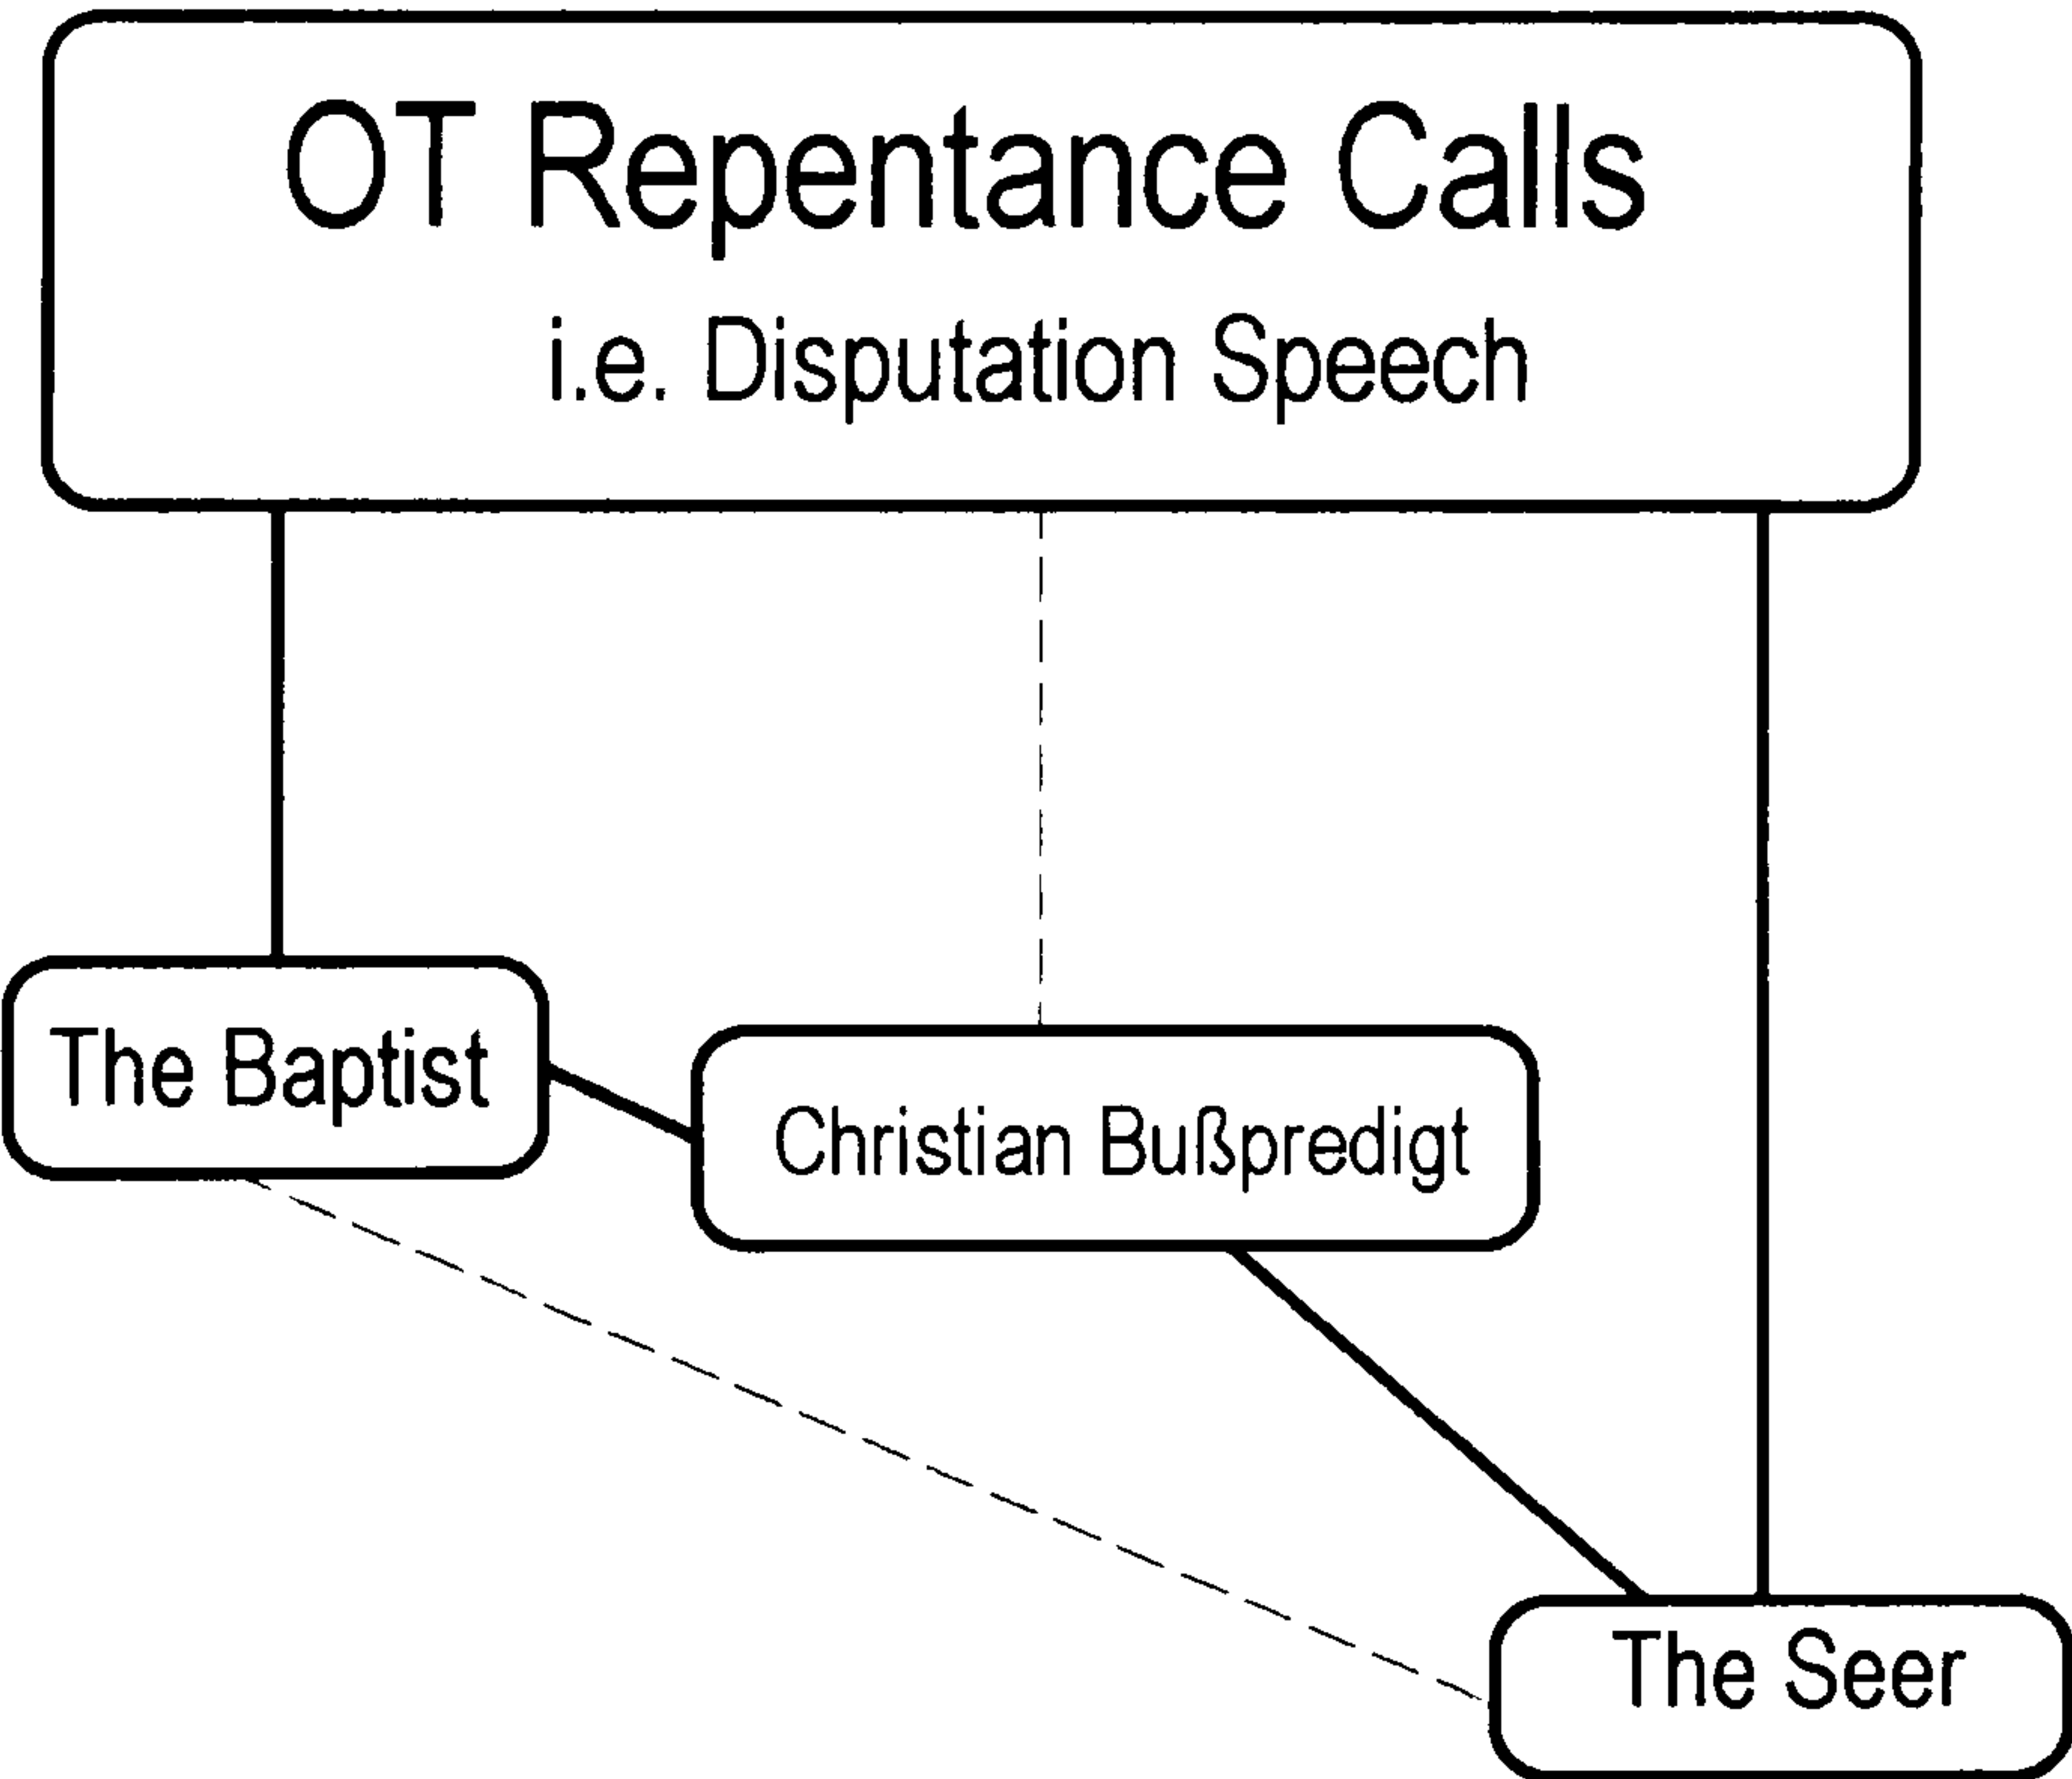 OT Repentance Calls
i.e. Disputation Speech
The Baptist
Christian Bußpredigt
The Seer